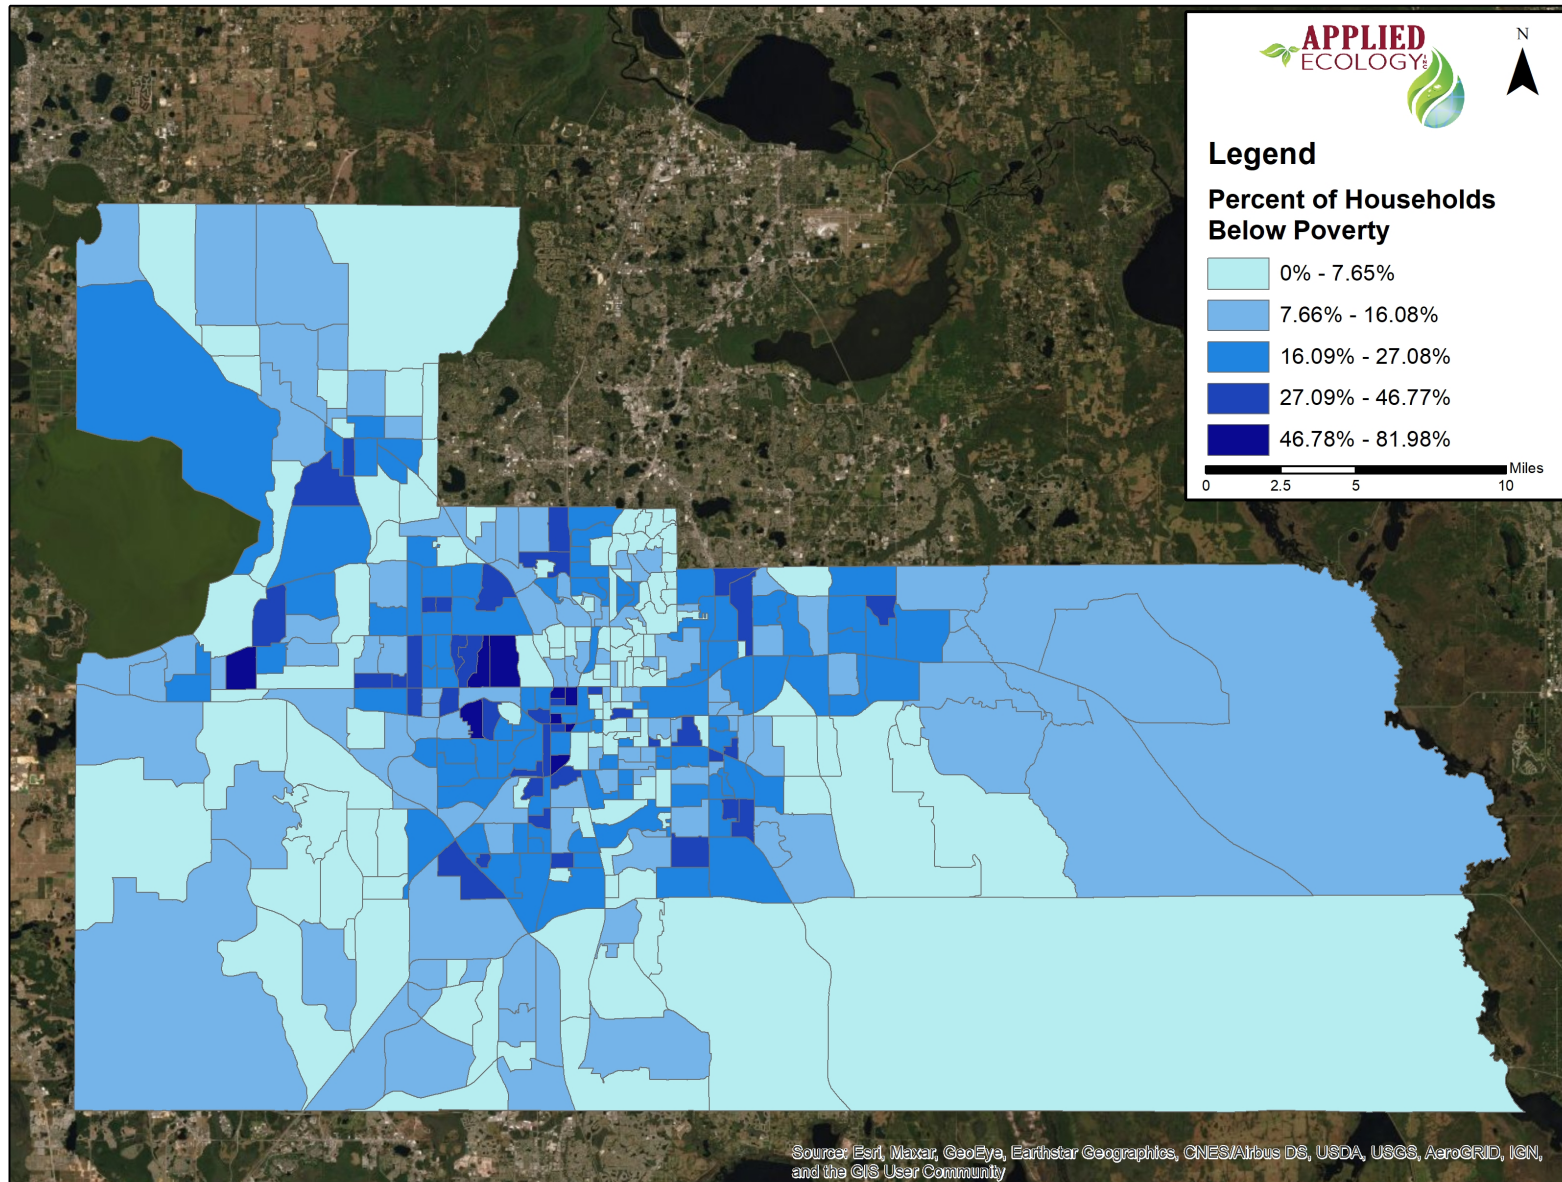 APPLIED
ECOLOGY INC
N
Legend
Percent of Households
Below Poverty
0% - 7.65%
7.66% - 16.08%
16.09% - 27.08%
27.09% - 46.77%
46.78% - 81.98%
Miles
0 2.5 5 10
Source: Esri, Maxar, GeoEye, Earthstar Geographics, CNES/Airbus DS, USDA, USGS, AeroGRID, IGN,
and the GIS User Community